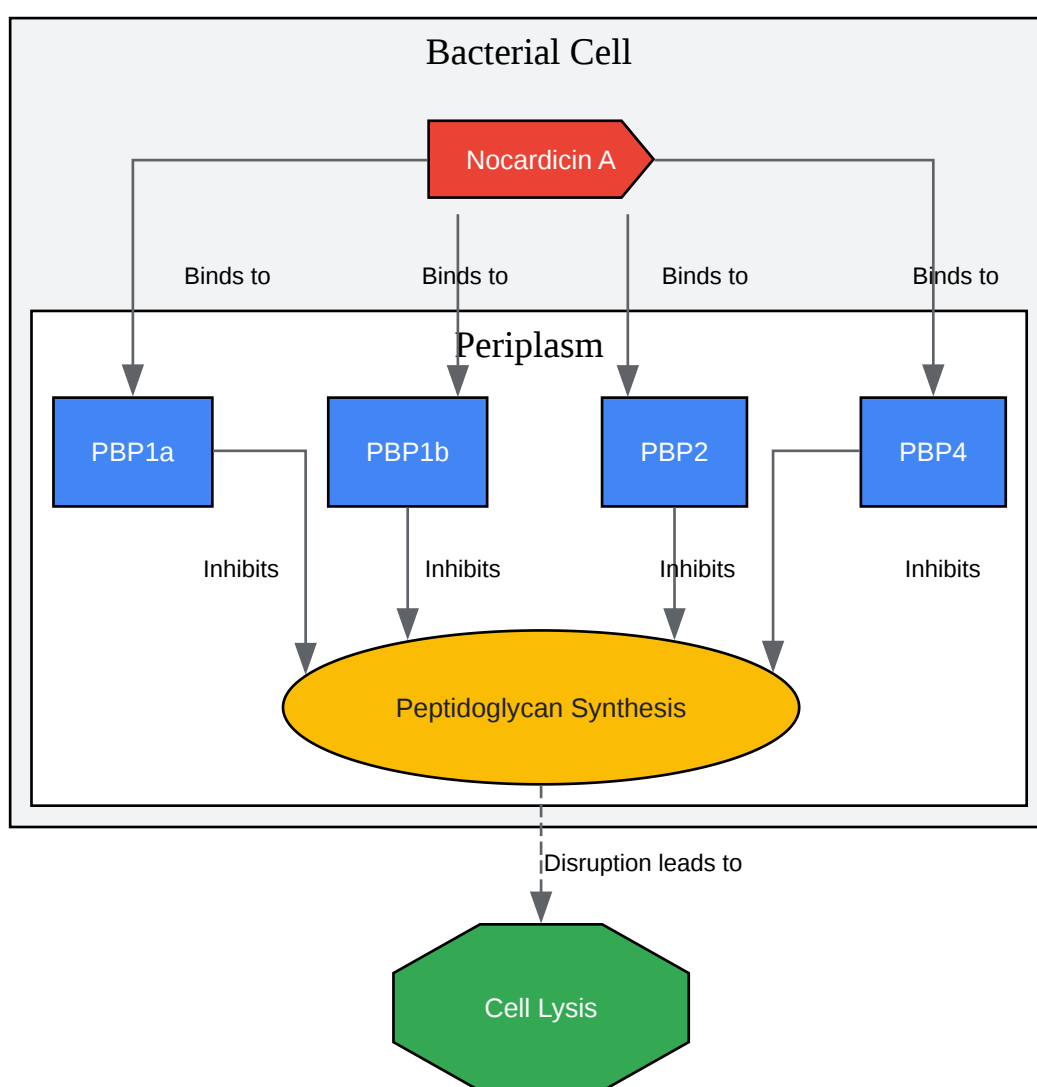 Bacterial Cell
Nocardicin A
Binds to
Binds to
Binds to
Binds to
Periplasm
PBP1a
PBP1b
PBP2
PBP4
Inhibits
Inhibits
Inhibits
Inhibits
Peptidoglycan Synthesis
Disruption leads to
Cell Lysis